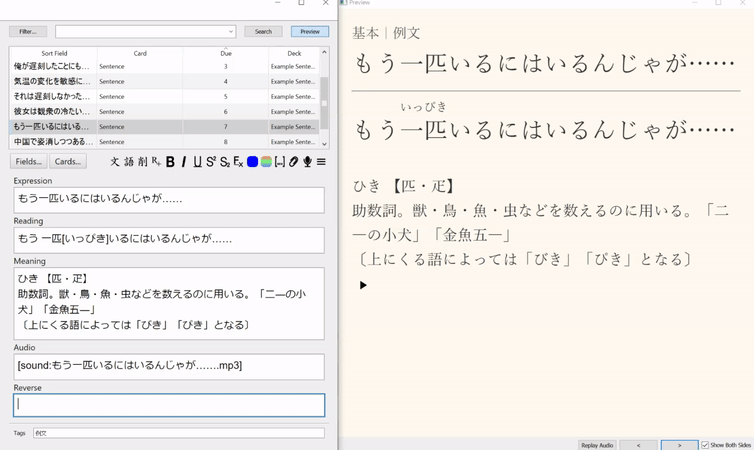 Preview
Filter...
Search
Preview
Sort Field Card Due Deck
俺が遅刻したことにも... Sentence 3 Example Sente...
気温の変化を敏感に... Sentence 4 Example Sente...
それは遅刻しなかった... Sentence 5 Example Sente...
彼女は観衆の冷たい... Sentence 6 Example Sente...
もう一匹いるにはいる... Sentence 7 Example Sente...
中国で姿消しつつある... Sentence 8 Example Sente...
Fields... Cards...
文 語 削 R, B I U S² S₂ Ex [...]
Expression
もう一匹いるにはいるんじゃが……
Reading
もう 一匹[いっぴき]いるにはいるんじゃが……
Meaning
ひき 【匹・疋】
助数詞。獣・鳥・魚・虫などを数えるのに用いる。「二―の小
犬」「金魚五―」
〔上にくる語によっては「びき」「ぴき」となる〕
Audio
[sound:もう一匹いるにはいるんじゃが…….mp3]
Reverse
Tags 例文
基本｜例文
もう一匹いるにはいるんじゃが……
いっぴき
もう一匹いるにはいるんじゃが……
ひき 【匹・疋】
助数詞。獣・鳥・魚・虫などを数えるのに用いる。「二
―の小犬」「金魚五―」
〔上にくる語によっては「びき」「ぴき」となる〕
Replay Audio < > Show Both Sides